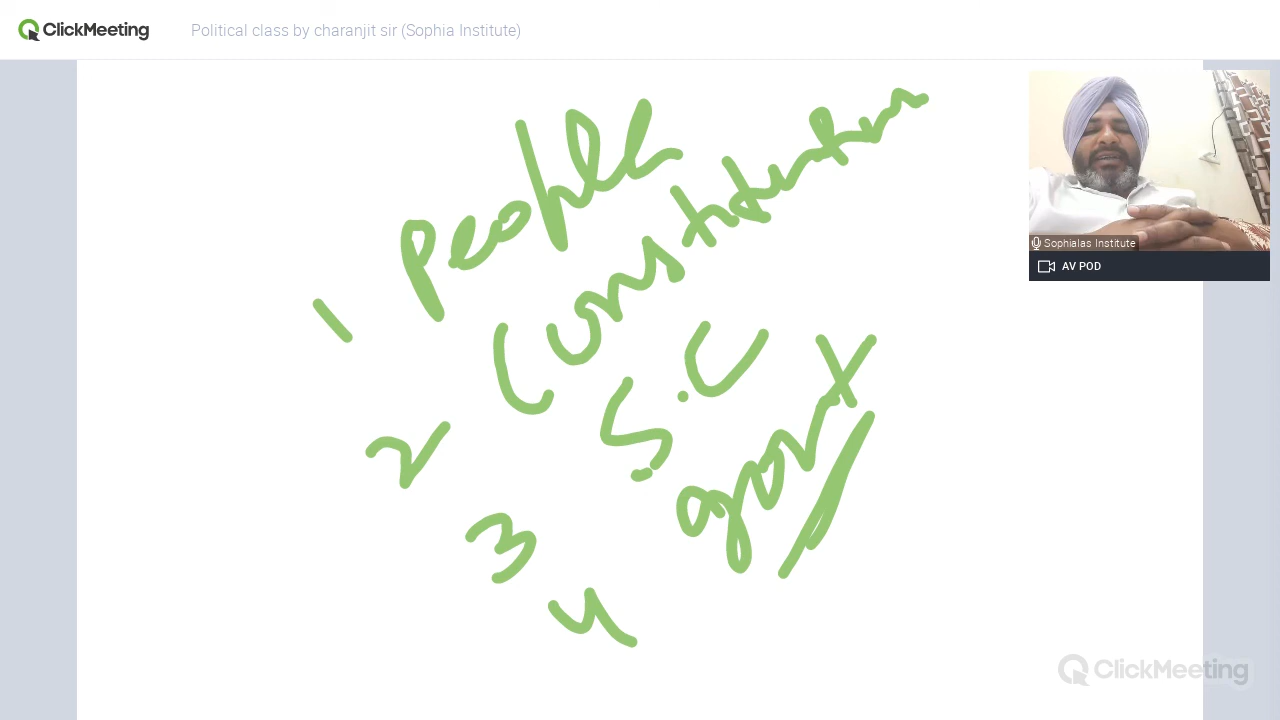 ClickMeeting
Political class by charanjit sir (Sophia Institute)
1 people
2 Constitution
3 S.C
4 govt
Sophialas Institute
AV POD
ClickMeeting